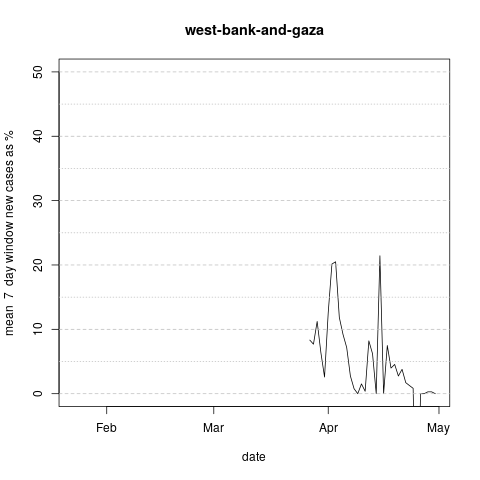 west-bank-and-gaza
mean  7  day window new cases as %
50
40
30
20
10
0
Feb
Mar
Apr
May
date